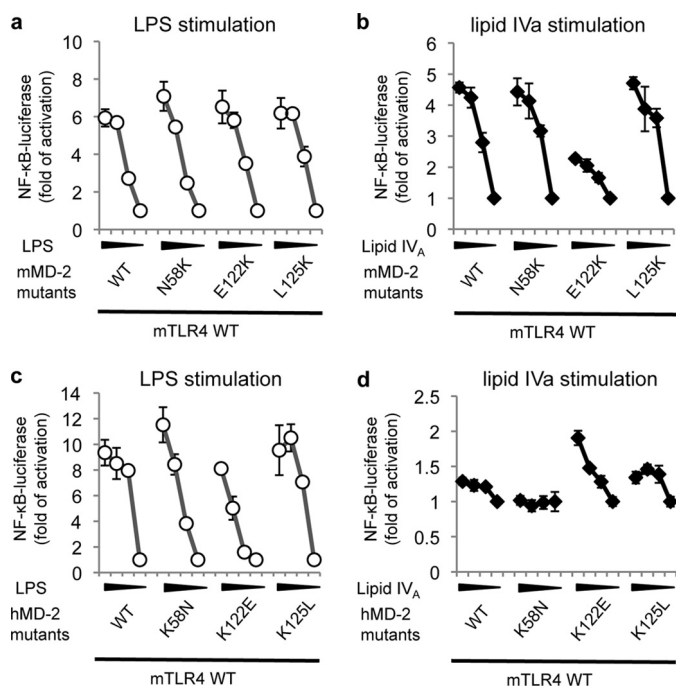 a LPS stimulation
NF-κB-luciferase
(fold of activation)
10
8
6
4
2
0
LPS
mMD-2
mutants
WT N58K E122K L125K
mTLR4 WT
b lipid IVa stimulation
NF-κB-luciferase
(fold of activation)
6
5
4
3
2
1
0
Lipid IVA
mMD-2
mutants
WT N58K E122K L125K
mTLR4 WT
c LPS stimulation
NF-κB-luciferase
(fold of activation)
14
12
10
8
6
4
2
0
LPS
hMD-2
mutants
WT K58N K122E K125L
mTLR4 WT
d lipid IVa stimulation
NF-κB-luciferase
(fold of activation)
2.5
2
1.5
1
0.5
0
Lipid IVA
hMD-2
mutants
WT K58N K122E K125L
mTLR4 WT